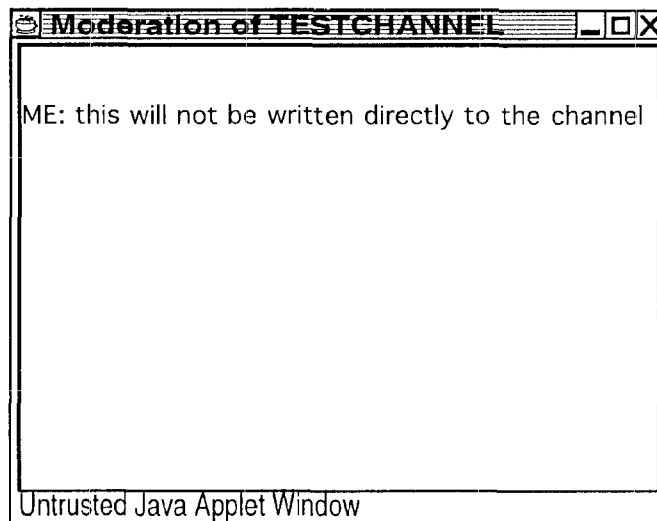 Moderation of TESTCHANNEL
ME: this will not be written directly to the channel
Untrusted Java Applet Window